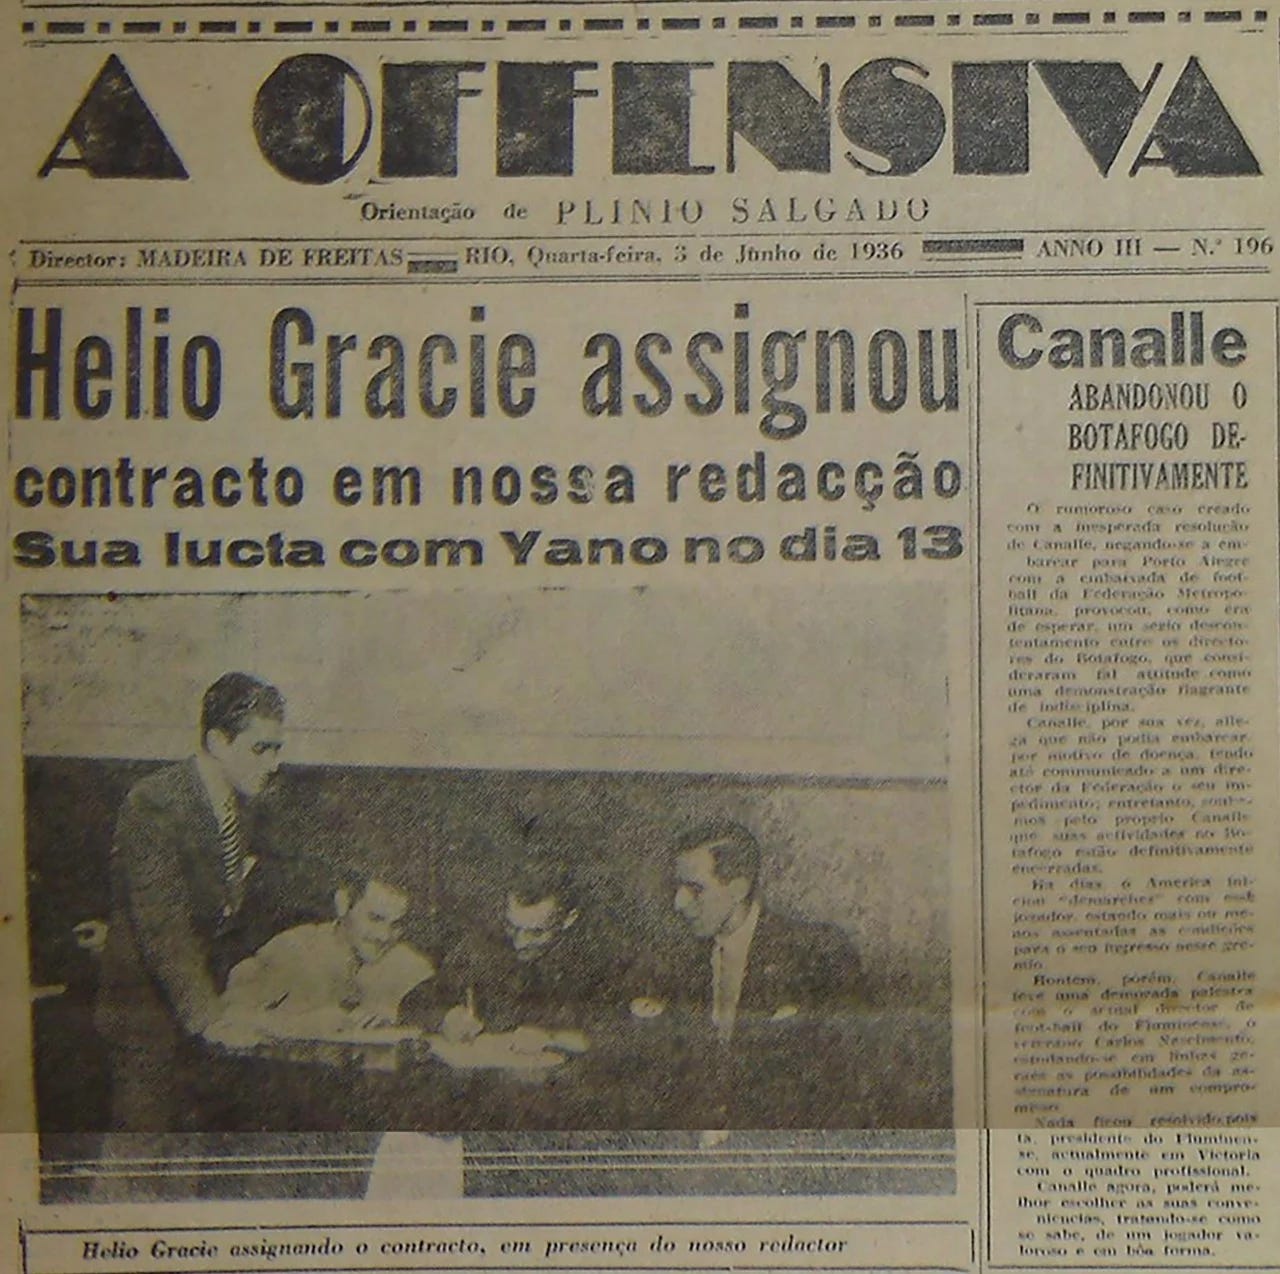 A OFFENSIVA
Orientação de PLINIO SALGADO
Director: MADEIRA DE FREITAS RIO, Quarta-feira, 3 de Junho de 1936 ANNO III — N.º 196
Helio Gracie assignou
contracto em nossa redacção
Sua lucta com Yano no dia 13
Helio Gracie assignando o contracto, em presença do nosso redactor
Canalle
ABANDONOU O
BOTAFOGO DE-
FINITIVAMENTE
O rumoroso caso creado
com a inesperada resolução
de Canalle, negando-se a em-
barcar para Porto Alegre
com a embaixada de foot-
ball da Federação Metropo-
litana, provocou, como era
de esperar, um serio descon-
tentamento entre os directo-
res do Botafogo, que consi-
deraram tal attitude como
uma demonstração flagrante
de indisciplina.
Canalle, por sua vez, alle-
ga que não podia embarcar,
por motivo de doença, tendo
até communicado a um dire-
ctor da Federação o seu im-
pedimento; entretanto, soube-
mos pelo proprio Canalle
que suas actividades no Bo-
tafogo estão definitivamente
encerradas.
Ha dias o America ini-
ciou "demarches" com esse
jogador, estando mais ou me-
nos assentadas as condições
para o seu ingresso nesse gre-
mio.
Hontem, porém, Canalle
teve uma demorada palestra
com o actual director de
foot-ball do Fluminense, o
veterano Carlos Nascimento,
estudando-se em linhas ge-
raes as possibilidades da as-
signatura de um compro-
misso.
Nada ficou resolvido, pois
ta, presidente do Fluminen-
se, actualmente em Victoria
com o quadro profissional.
Canalle agora, poderá me-
lhor escolher as suas conve-
niencias, tratando-se como
se sabe, de um jogador va-
loroso e em bôa forma.